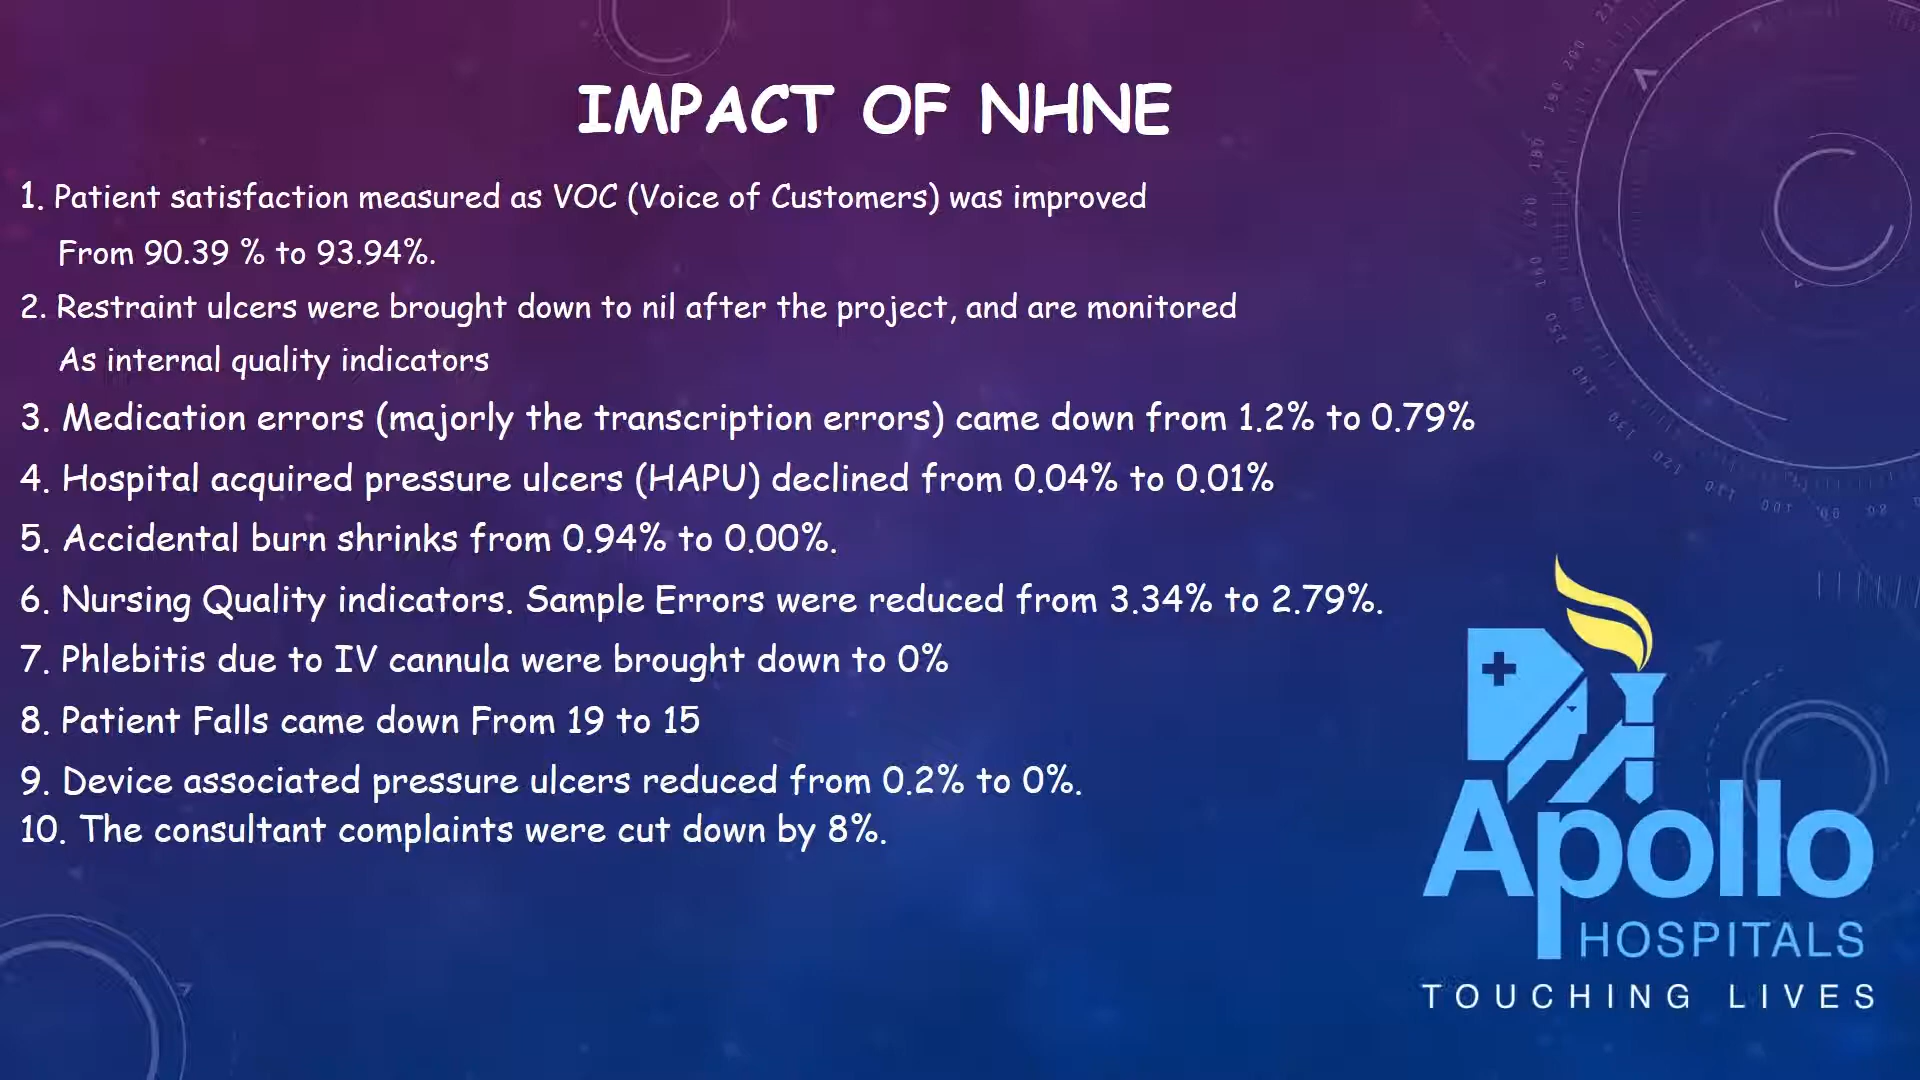 IMPACT OF NHNE
1. Patient satisfaction measured as VOC (Voice of Customers) was improved
From 90.39 % to 93.94%.
2. Restraint ulcers were brought down to nil after the project, and are monitored
As internal quality indicators
3. Medication errors (majorly the transcription errors) came down from 1.2% to 0.79%
4. Hospital acquired pressure ulcers (HAPU) declined from 0.04% to 0.01%
5. Accidental burn shrinks from 0.94% to 0.00%.
6. Nursing Quality indicators. Sample Errors were reduced from 3.34% to 2.79%.
7. Phlebitis due to IV cannula were brought down to 0%
8. Patient Falls came down From 19 to 15
9. Device associated pressure ulcers reduced from 0.2% to 0%.
10. The consultant complaints were cut down by 8%.
Apollo
HOSPITALS
TOUCHING LIVES